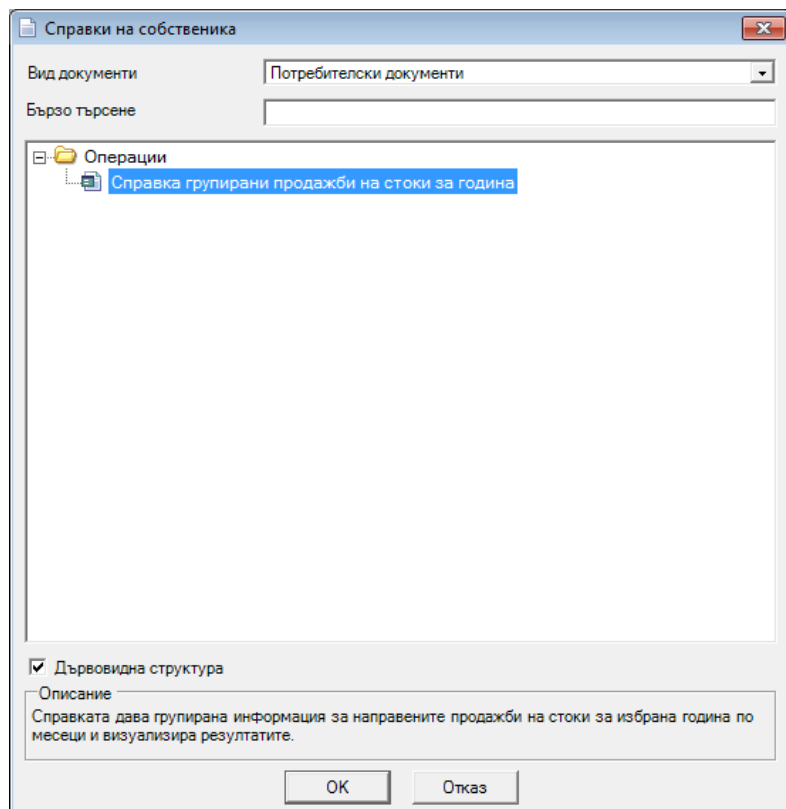 Справки на собственика
Вид документи
Потребителски документи
Бързо търсене
Операции
Справка групирани продажби на стоки за година
Дървовидна структура
Описание
Справката дава групирана информация за направените продажби на стоки за избрана година по
месеци и визуализира резултатите.
OK
Отказ